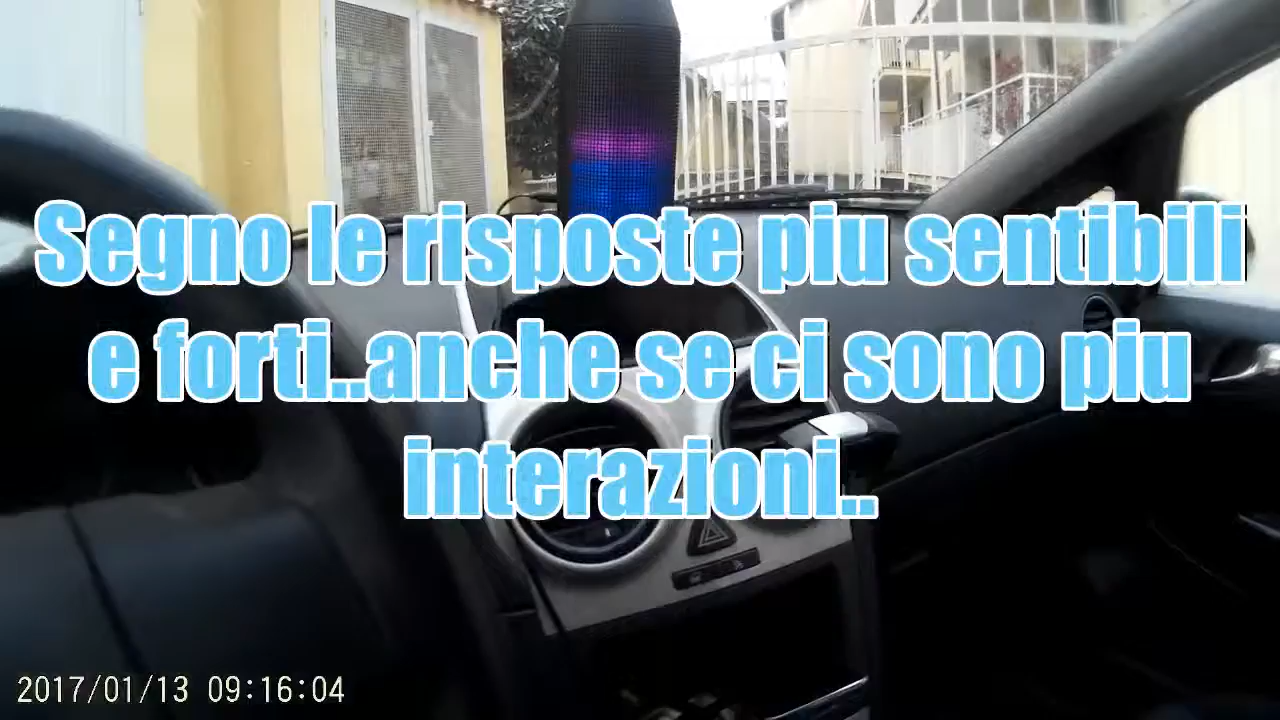 Segno le risposte piu sentibili
e forti..anche se ci sono piu
interazioni..
2017/01/13 09:16:04